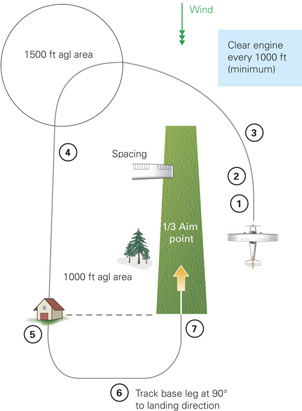 Wind
1500 ft agl area
Clear engine
every 1000 ft
(minimum)
3
4
Spacing
2
1
1/3 Aim
point
1000 ft agl area
5
7
6 Track base leg at 90°
to landing direction